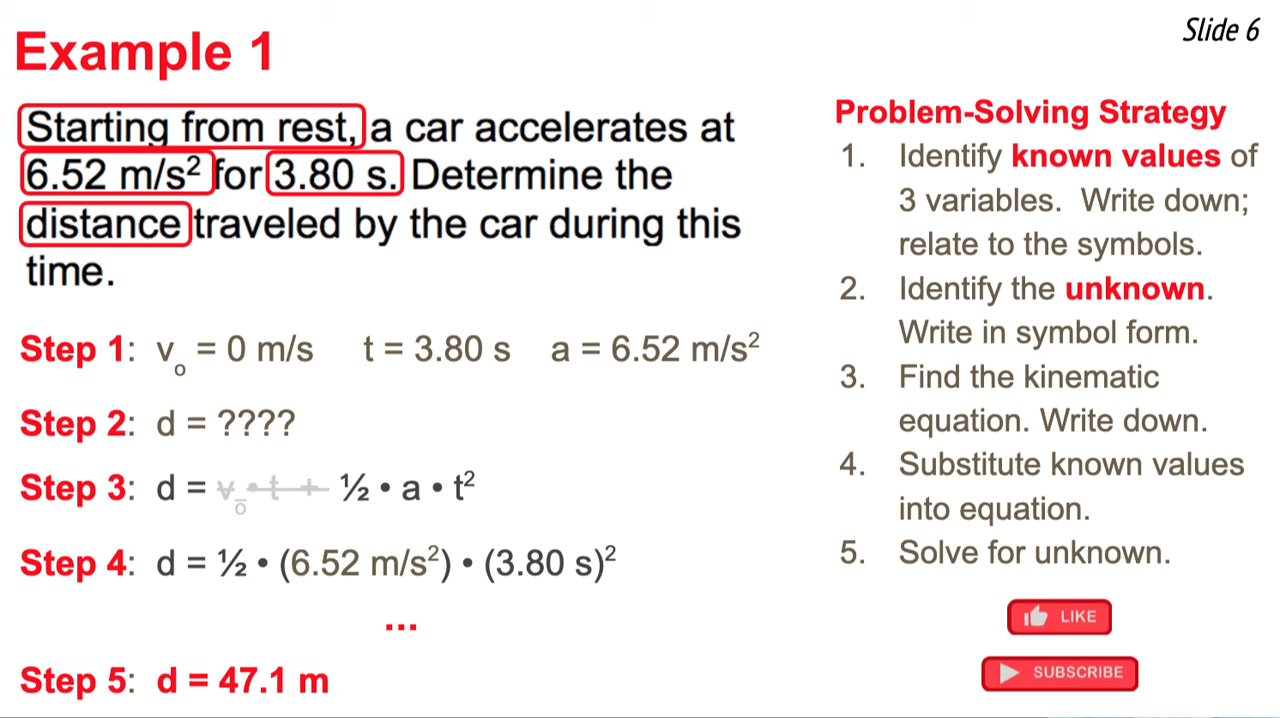 Slide 6
Example 1
Starting from rest, a car accelerates at
6.52 m/s² for 3.80 s. Determine the
distance traveled by the car during this
time.
Step 1: vₒ = 0 m/s t = 3.80 s a = 6.52 m/s²
Step 2: d = ????
Step 3: d = vₒ • t + ½ • a • t²
Step 4: d = ½ • (6.52 m/s²) • (3.80 s)²
...
Step 5: d = 47.1 m
Problem-Solving Strategy
1. Identify known values of
3 variables. Write down;
relate to the symbols.
2. Identify the unknown.
Write in symbol form.
3. Find the kinematic
equation. Write down.
4. Substitute known values
into equation.
5. Solve for unknown.
LIKE
SUBSCRIBE